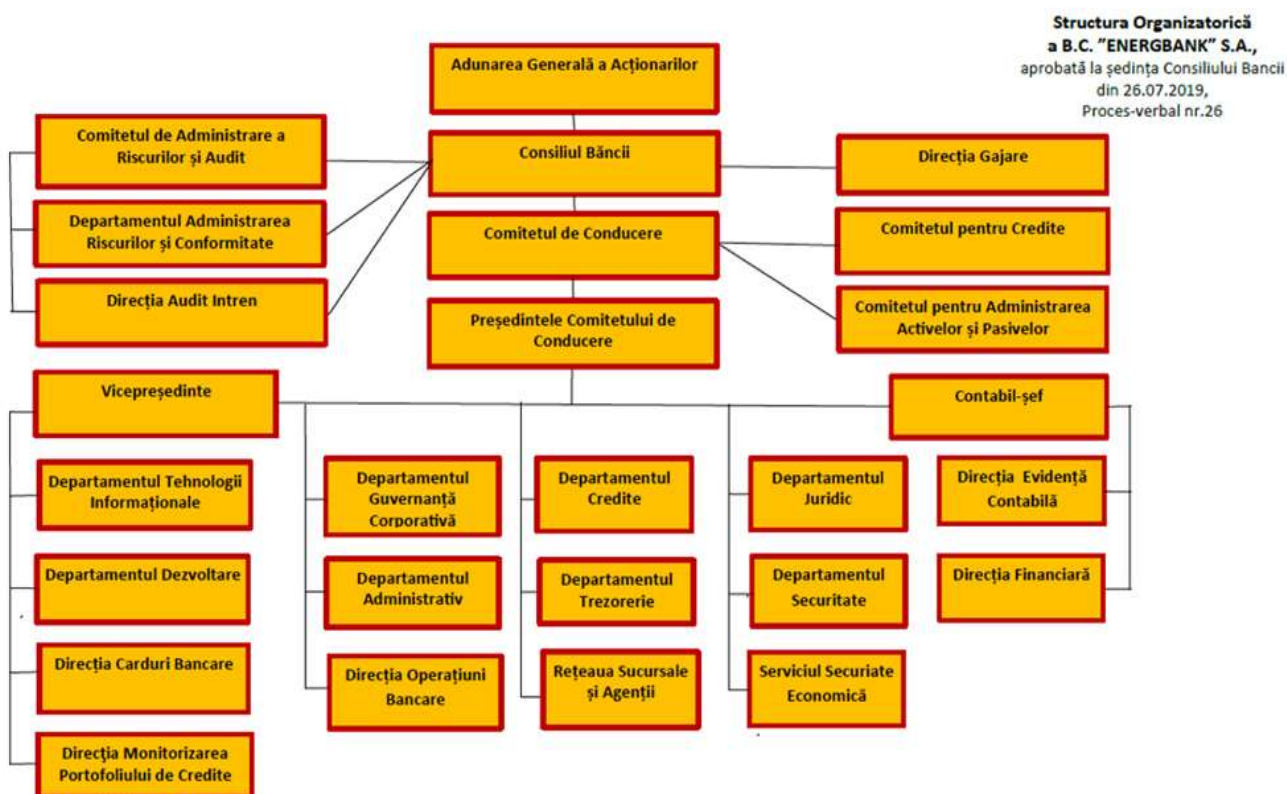 Structura Organizatorică
a B.C. "ENERGBANK" S.A.,
aprobată la ședința Consiliului Bancii
din 26.07.2019,
Proces-verbal nr.26
Adunarea Generală a Acționarilor
Comitetul de Administrare a
Riscurilor și Audit
Consiliul Băncii
Direcția Gajare
Departamentul Administrarea
Riscurilor și Conformitate
Comitetul de Conducere
Comitetul pentru Credite
Direcția Audit Intren
Președintele Comitetului de
Conducere
Comitetul pentru Administrarea
Activelor și Pasivelor
Vicepreședinte
Contabil-șef
Departamentul Tehnologii
Informaționale
Departamentul
Guvernanță
Corporativă
Departamentul
Credite
Departamentul
Juridic
Direcția Evidență
Contabilă
Departamentul Dezvoltare
Departamentul
Administrativ
Departamentul
Trezorerie
Departamentul
Securitate
Direcția Financiară
Direcția Carduri Bancare
Direcția Operațiuni
Bancare
Rețeaua Sucursale
și Agenții
Serviciul Securiate
Economică
Direcţia Monitorizarea
Portofoliului de Credite